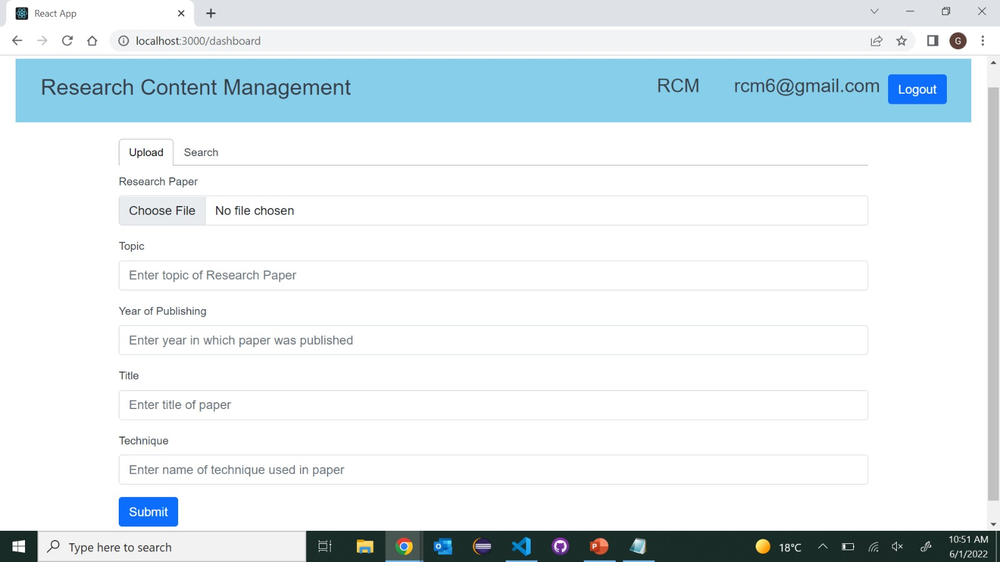 React App
localhost:3000/dashboard
G
Research Content Management RCM rcm6@gmail.com Logout
Upload Search
Research Paper
Choose File No file chosen
Topic
Enter topic of Research Paper
Year of Publishing
Enter year in which paper was published
Title
Enter title of paper
Technique
Enter name of technique used in paper
Submit
Type here to search
18°C
10:51 AM
6/1/2022